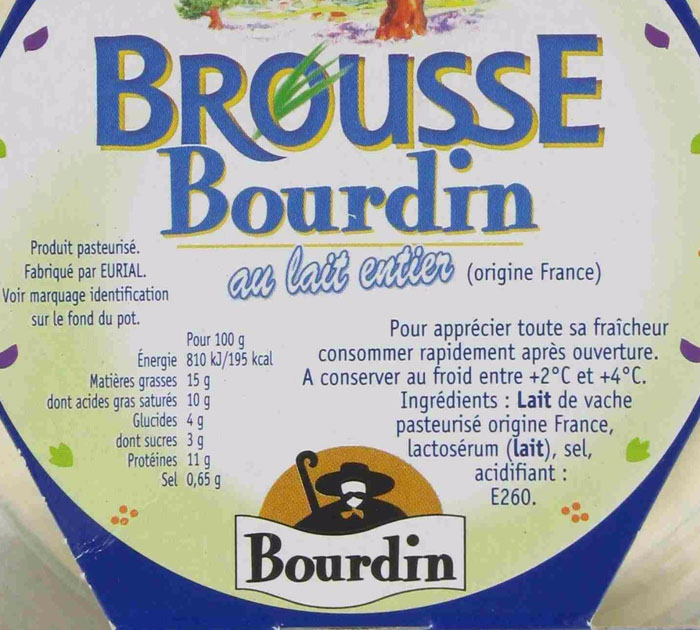 BROUSSE
Bourdin
au lait entier (origine France)
Produit pasteurisé.
Fabriqué par EURIAL.
Voir marquage identification
sur le fond du pot.
Pour 100 g
Énergie 810 kJ/195 kcal
Matières grasses 15 g
dont acides gras saturés 10 g
Glucides 4 g
dont sucres 3 g
Protéines 11 g
Sel 0,65 g
Pour apprécier toute sa fraîcheur
consommer rapidement après ouverture.
A conserver au froid entre +2°C et +4°C.
Ingrédients : Lait de vache
pasteurisé origine France,
lactosérum (lait), sel,
acidifiant :
E260.
Bourdin